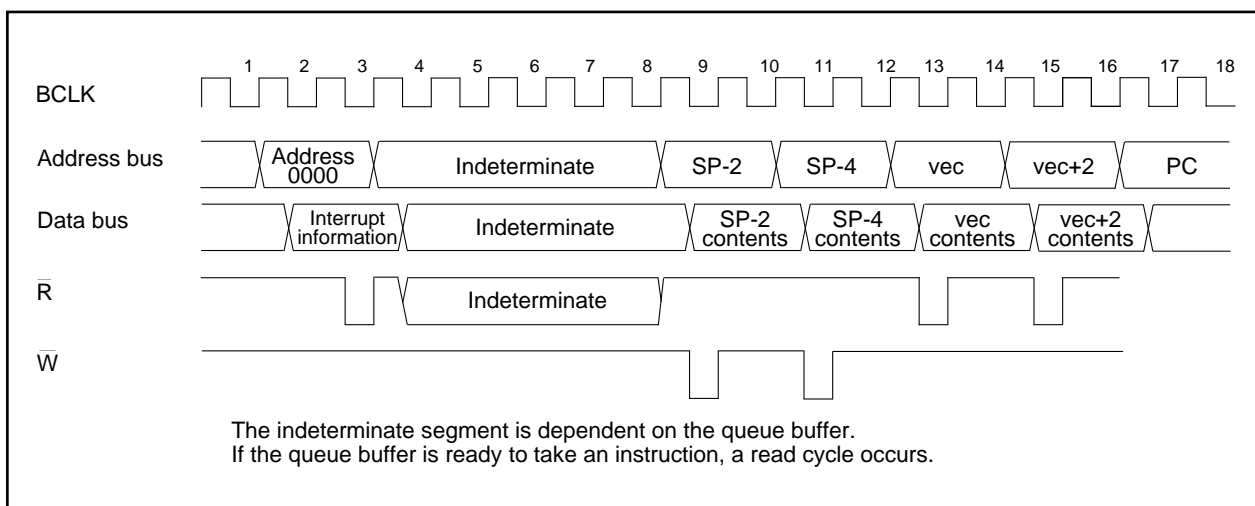 1 2 3 4 5 6 7 8 9 10 11 12 13 14 15 16 17 18
BCLK
Address bus
Address
0000
Indeterminate
SP-2
SP-4
vec
vec+2
PC
Data bus
Interrupt
information
Indeterminate
SP-2
contents
SP-4
contents
vec
contents
vec+2
contents
R̅
Indeterminate
W̅
The indeterminate segment is dependent on the queue buffer.
If the queue buffer is ready to take an instruction, a read cycle occurs.